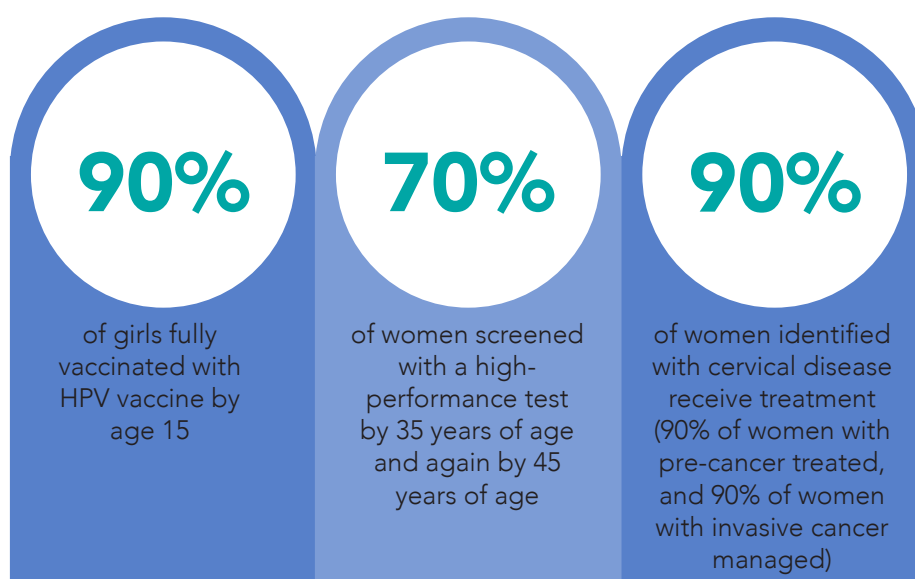 90%
of girls fully
vaccinated with
HPV vaccine by
age 15
70%
of women screened
with a high-
performance test
by 35 years of age
and again by 45
years of age
90%
of women identified
with cervical disease
receive treatment
(90% of women with
pre-cancer treated,
and 90% of women
with invasive cancer
managed)